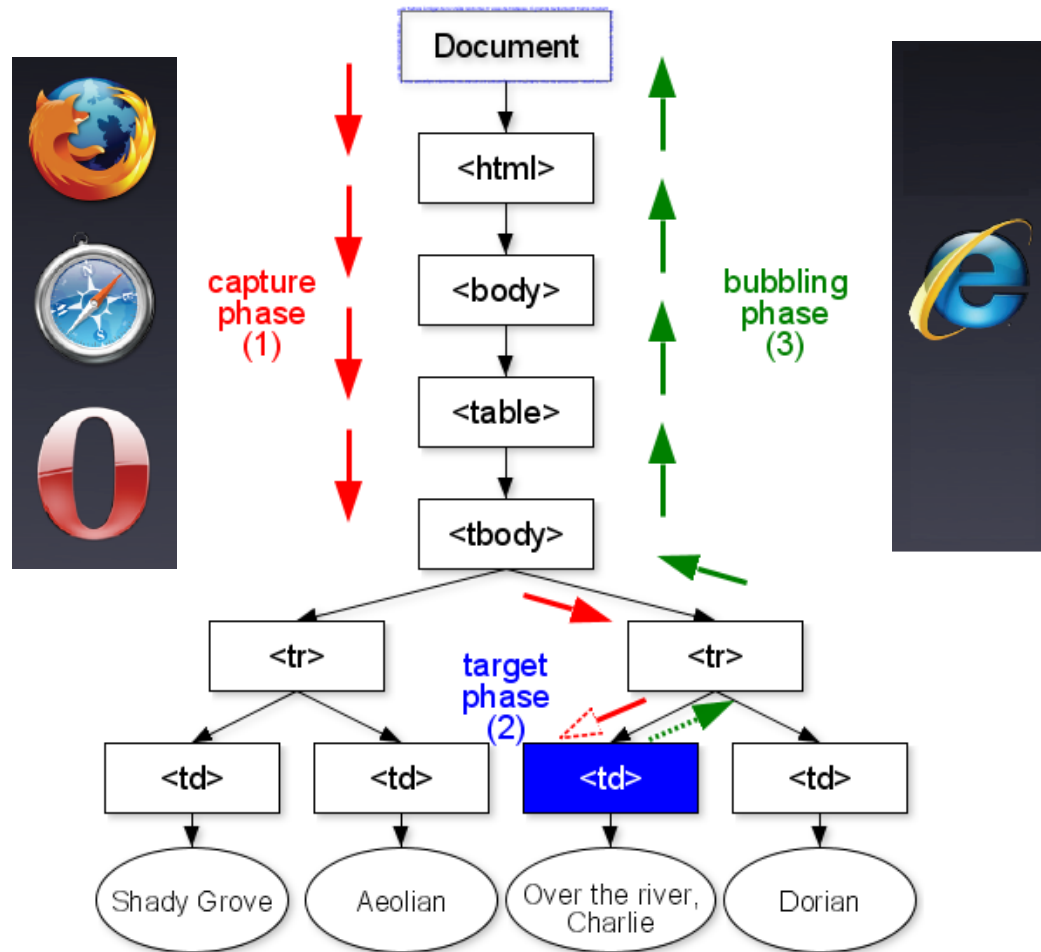 Document
<html>
capture
phase
(1)
<body>
bubbling
phase
(3)
<table>
<tbody>
<tr>
target
phase
(2)
<tr>
<td>
<td>
<td>
<td>
Shady Grove
Aeolian
Over the river,
Charlie
Dorian